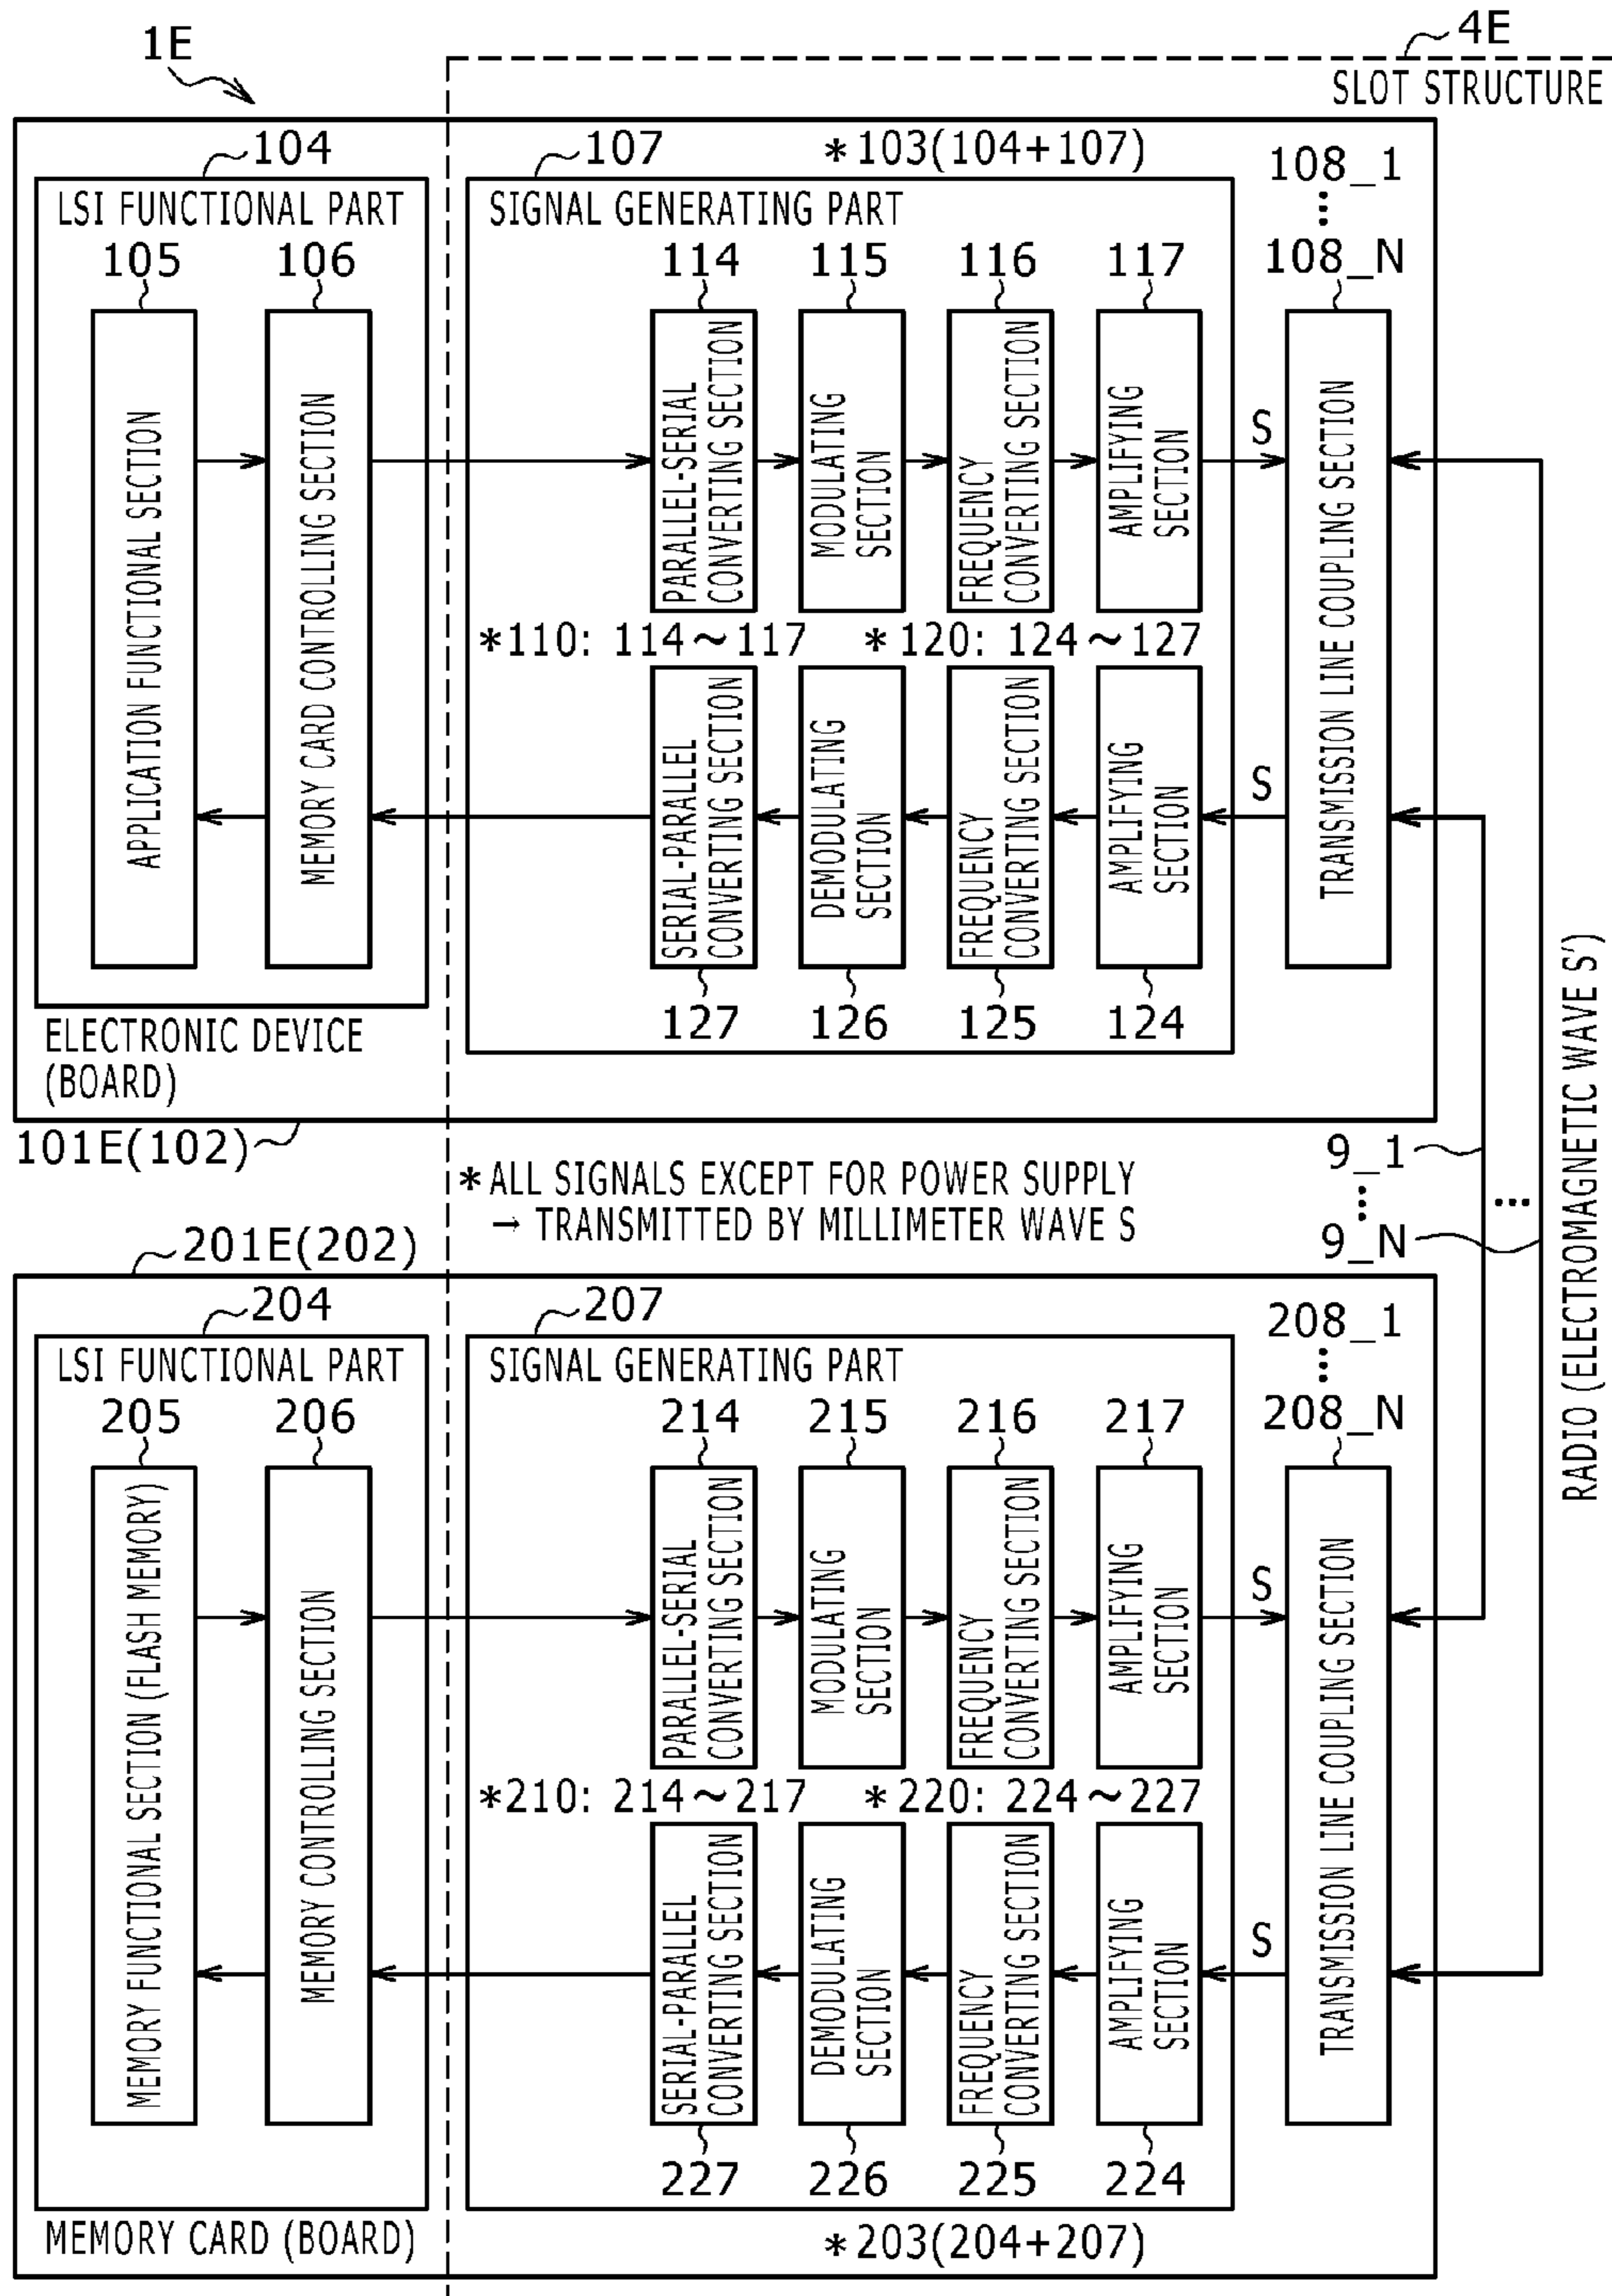 1E
4E
SLOT STRUCTURE
104
107
*103(104+107)
108_1
⋮
108_N
LSI FUNCTIONAL PART
SIGNAL GENERATING PART
105
106
114
115
116
117
APPLICATION FUNCTIONAL SECTION
MEMORY CARD CONTROLLING SECTION
PARALLEL-SERIAL
CONVERTING SECTION
MODULATING
SECTION
FREQUENCY
CONVERTING SECTION
AMPLIFYING
SECTION
S
TRANSMISSION LINE COUPLING SECTION
*110: 114~117
*120: 124~127
SERIAL-PARALLEL
CONVERTING SECTION
DEMODULATING
SECTION
FREQUENCY
CONVERTING SECTION
AMPLIFYING
SECTION
S
127
126
125
124
ELECTRONIC DEVICE
(BOARD)
101E(102)
*ALL SIGNALS EXCEPT FOR POWER SUPPLY
→ TRANSMITTED BY MILLIMETER WAVE S
9_1
⋮
9_N
...
RADIO (ELECTROMAGNETIC WAVE S')
201E(202)
204
207
208_1
⋮
208_N
LSI FUNCTIONAL PART
SIGNAL GENERATING PART
205
206
214
215
216
217
MEMORY FUNCTIONAL SECTION (FLASH MEMORY)
MEMORY CONTROLLING SECTION
PARALLEL-SERIAL
CONVERTING SECTION
MODULATING
SECTION
FREQUENCY
CONVERTING SECTION
AMPLIFYING
SECTION
S
TRANSMISSION LINE COUPLING SECTION
*210: 214~217
*220: 224~227
SERIAL-PARALLEL
CONVERTING SECTION
DEMODULATING
SECTION
FREQUENCY
CONVERTING SECTION
AMPLIFYING
SECTION
S
227
226
225
224
MEMORY CARD (BOARD)
*203(204+207)